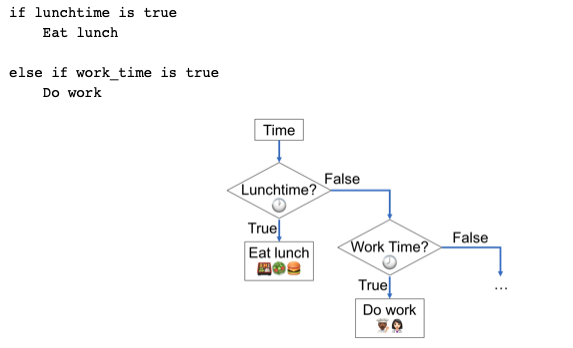 if lunchtime is true
    Eat lunch
else if work_time is true
    Do work
Time
Lunchtime?
False
True
Eat lunch
Work Time?
False
True
...
Do work